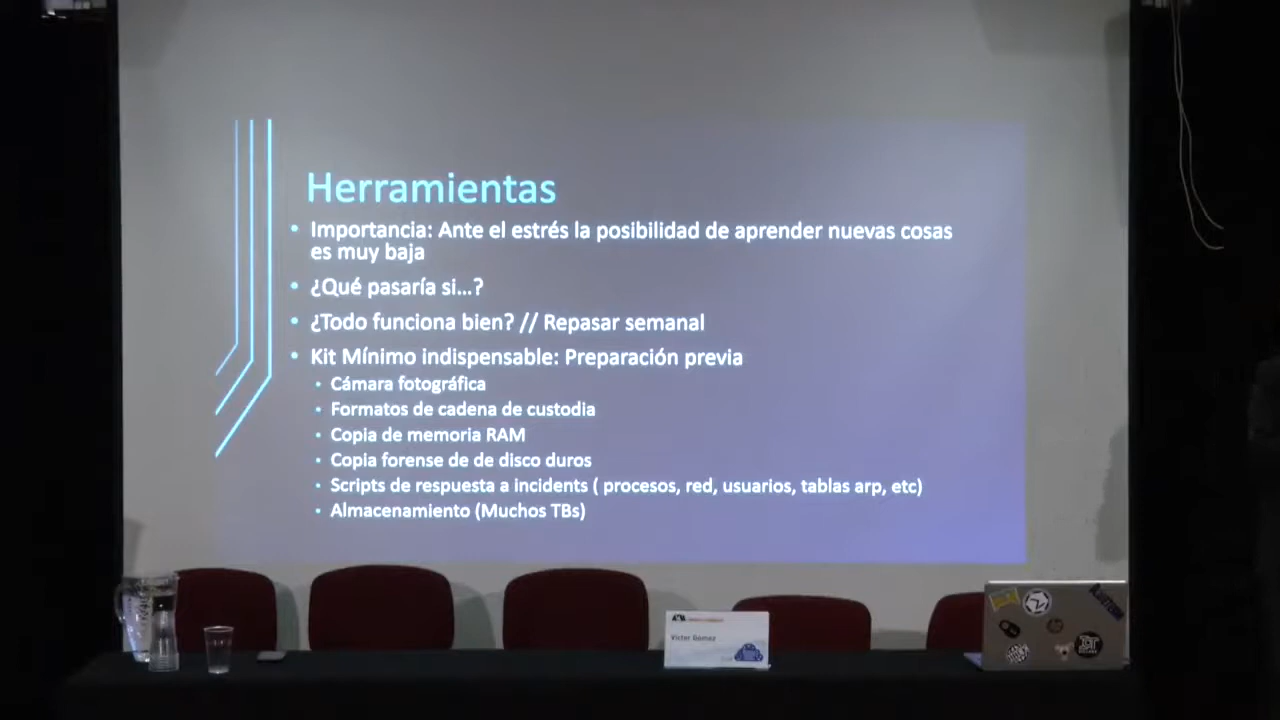 Herramientas
• Importancia: Ante el estrés la posibilidad de aprender nuevas cosas
es muy baja
• ¿Qué pasaría si...?
• ¿Todo funciona bien? // Repasar semanal
• Kit Mínimo indispensable: Preparación previa
• Cámara fotográfica
• Formatos de cadena de custodia
• Copia de memoria RAM
• Copia forense de de disco duros
• Scripts de respuesta a incidents ( procesos, red, usuarios, tablas arp, etc)
• Almacenamiento (Muchos TBs)
Víctor Gómez